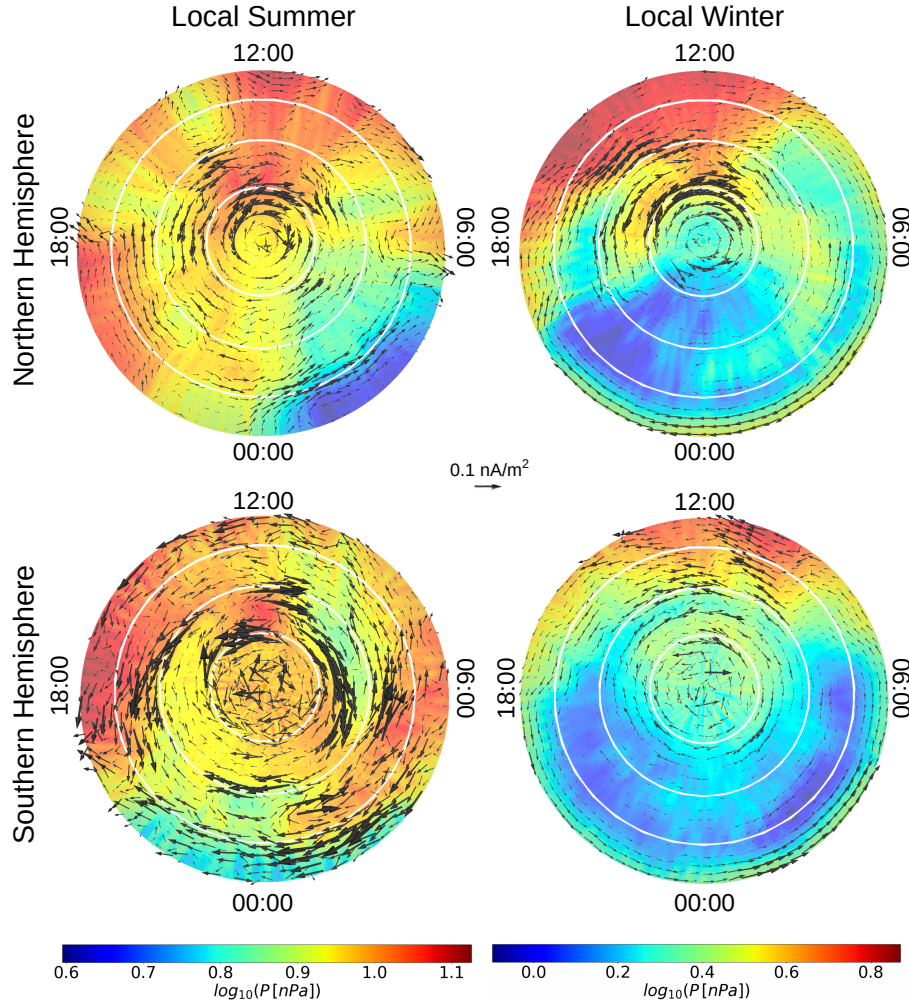 Local Summer
Local Winter
Northern Hemisphere
12:00
18:00
06:00
00:00
12:00
18:00
06:00
00:00
0.1 nA/m²
Southern Hemisphere
12:00
18:00
06:00
00:00
12:00
18:00
06:00
00:00
0.6 0.7 0.8 0.9 1.0 1.1
log₁₀(P[nPa])
0.0 0.2 0.4 0.6 0.8
log₁₀(P[nPa])